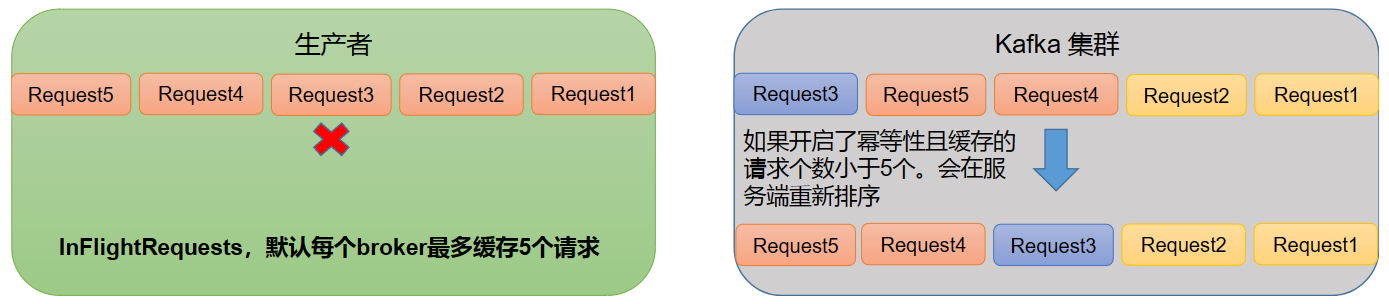 生产者
Request5 Request4 Request3 Request2 Request1
InFlightRequests，默认每个broker最多缓存5个请求
Kafka 集群
Request3 Request5 Request4 Request2 Request1
如果开启了幂等性且缓存的
请求个数小于5个。会在服
务端重新排序
Request5 Request4 Request3 Request2 Request1